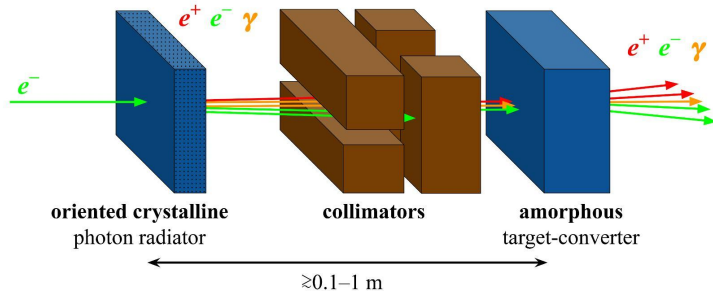 e⁺ e⁻ γ
e⁺ e⁻ γ
e⁻
oriented crystalline
photon radiator
collimators
amorphous
target-converter
≳0.1–1 m